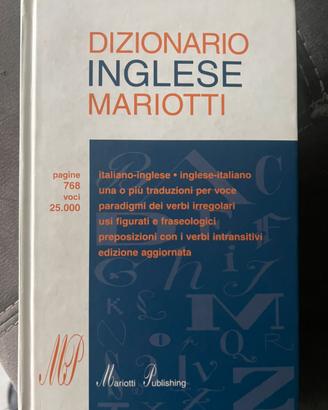 DIZIONARIO
INGLESE
MARIOTTI
pagine
768
voci
25.000
italiano-inglese • inglese-italiano
una o più traduzioni per voce
paradigmi dei verbi irregolari
usi figurati e fraseologici
preposizioni con i verbi intransitivi
edizione aggiornata
MP
Mariotti Publishing